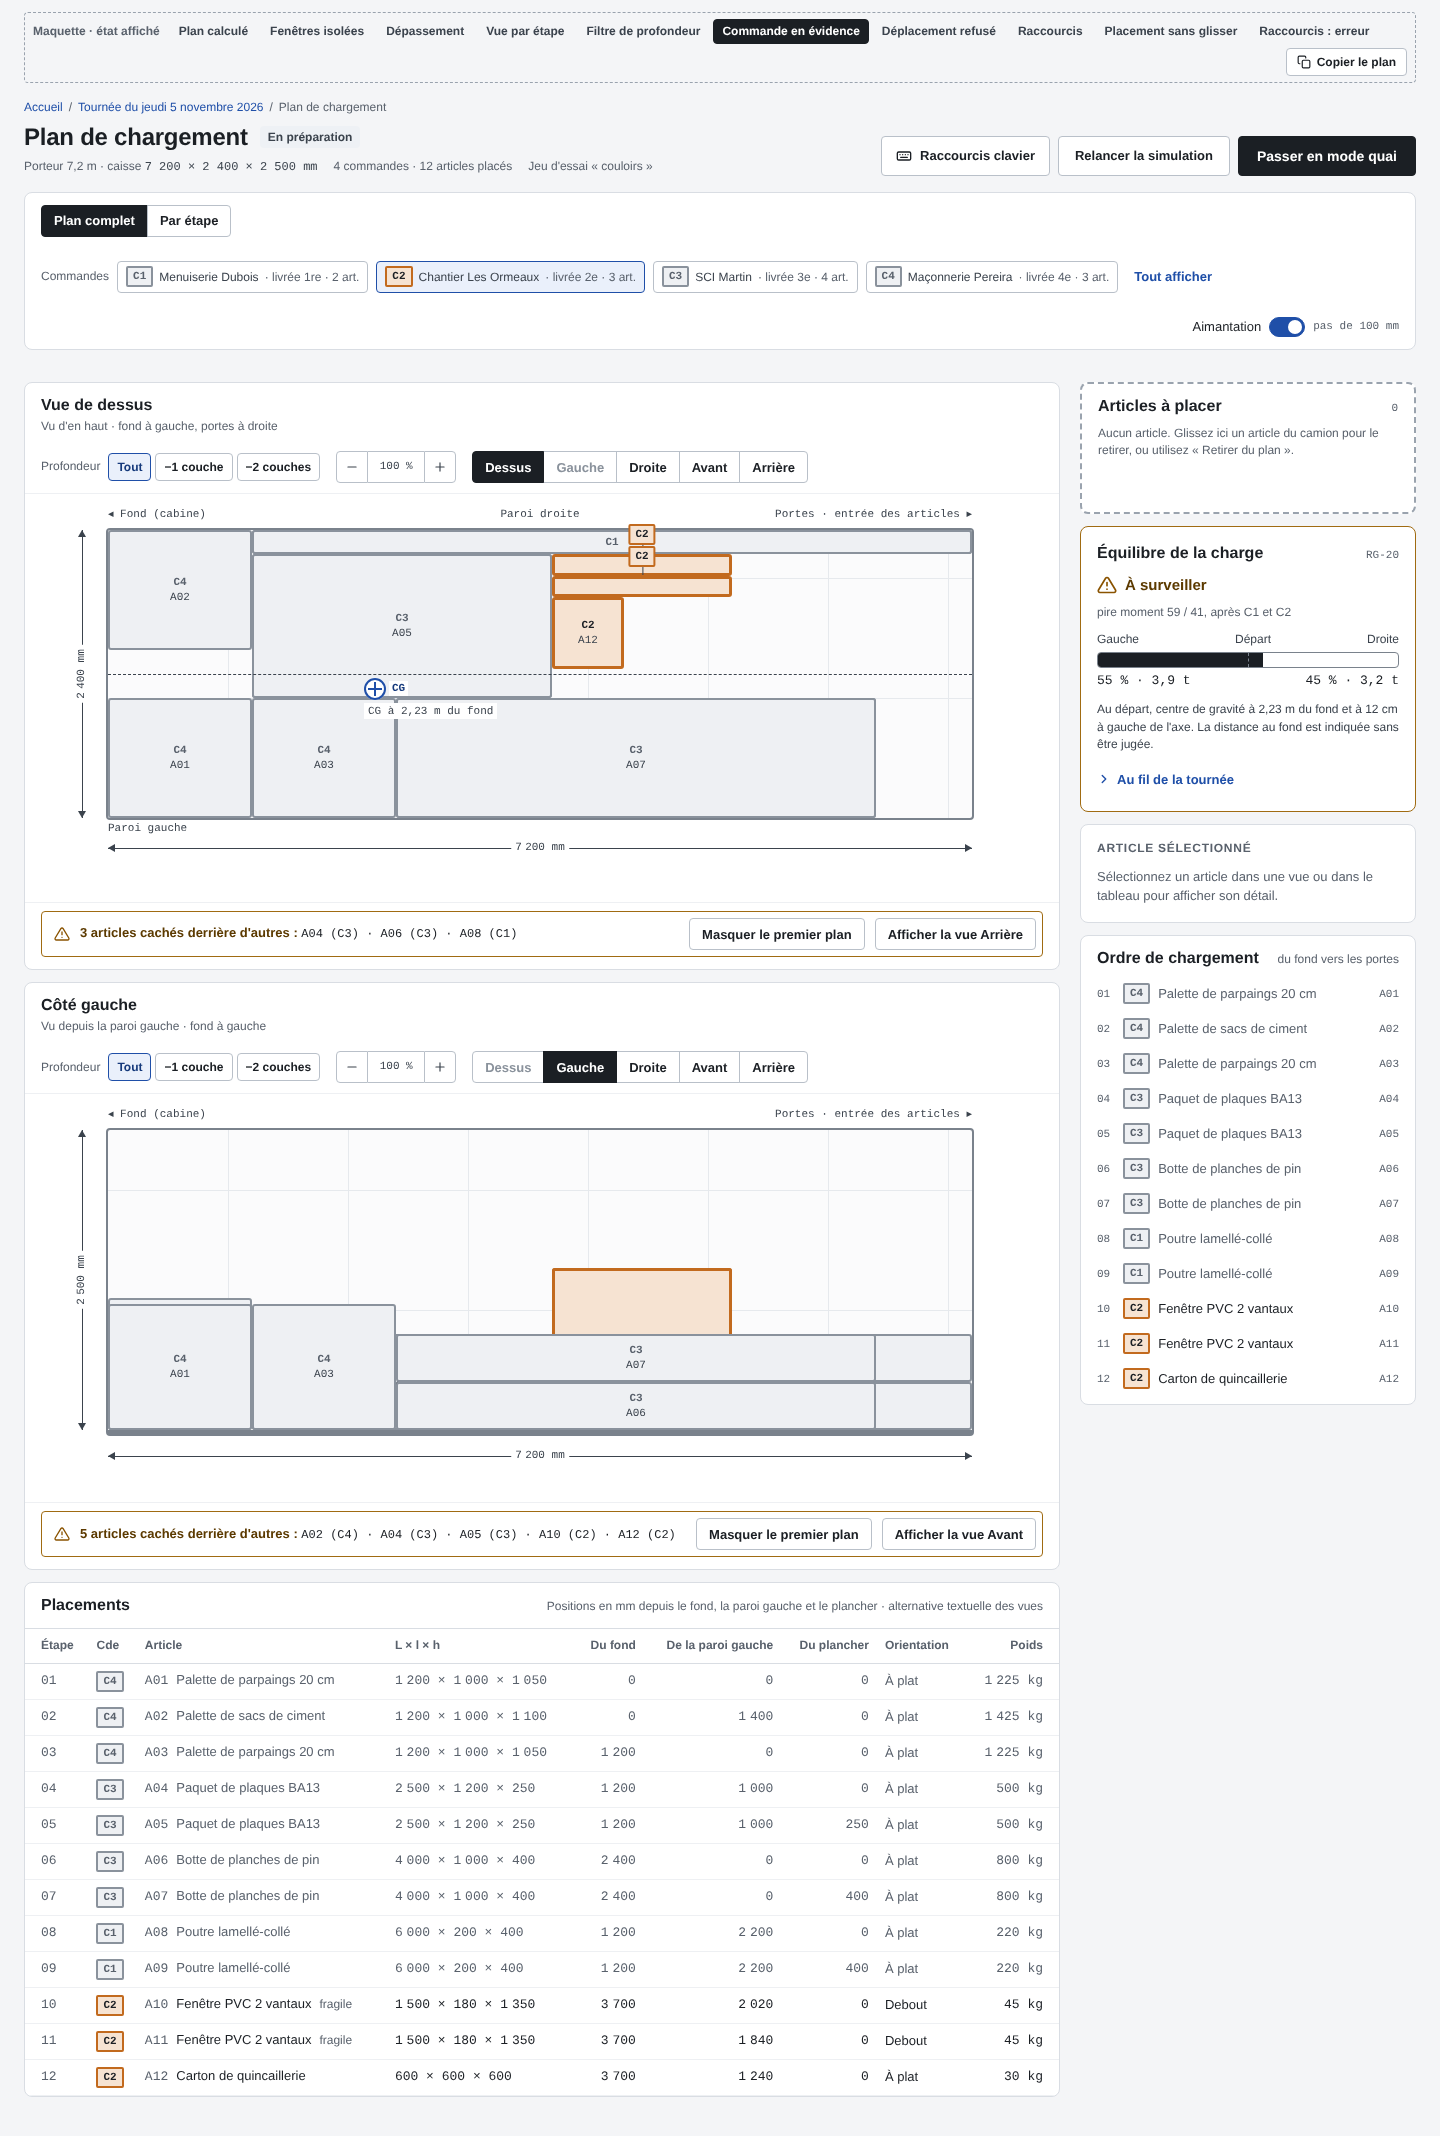 Maquette · état affiché Plan calculé Fenêtres isolées Dépassement Vue par étape Filtre de profondeur Commande en évidence Déplacement refusé Raccourcis Placement sans glisser Raccourcis : erreur
Copier le plan
Accueil / Tournée du jeudi 5 novembre 2026 / Plan de chargement
Plan de chargement En préparation
Porteur 7,2 m · caisse 7 200 × 2 400 × 2 500 mm 4 commandes · 12 articles placés Jeu d'essai « couloirs »
Raccourcis clavier Relancer la simulation Passer en mode quai
Plan complet Par étape
Commandes C1 Menuiserie Dubois · livrée 1re · 2 art. C2 Chantier Les Ormeaux · livrée 2e · 3 art. C3 SCI Martin · livrée 3e · 4 art. C4 Maçonnerie Pereira · livrée 4e · 3 art. Tout afficher
Aimantation pas de 100 mm
Vue de dessus
Vu d'en haut · fond à gauche, portes à droite
Profondeur Tout −1 couche −2 couches − 100 % + Dessus Gauche Droite Avant Arrière
◂ Fond (cabine) Paroi droite Portes · entrée des articles ▸
C1 C2
C2
C4
A02
C3
A05
C2
A12
2 400 mm
CG
CG à 2,23 m du fond
C4
A01
C4
A03
C3
A07
Paroi gauche
7 200 mm
3 articles cachés derrière d'autres : A04 (C3) · A06 (C3) · A08 (C1) Masquer le premier plan Afficher la vue Arrière
Côté gauche
Vu depuis la paroi gauche · fond à gauche
Profondeur Tout −1 couche −2 couches − 100 % + Dessus Gauche Droite Avant Arrière
◂ Fond (cabine) Portes · entrée des articles ▸
2 500 mm
C4
A01
C4
A03
C3
A07
C3
A06
7 200 mm
5 articles cachés derrière d'autres : A02 (C4) · A04 (C3) · A05 (C3) · A10 (C2) · A12 (C2) Masquer le premier plan Afficher la vue Avant
Placements Positions en mm depuis le fond, la paroi gauche et le plancher · alternative textuelle des vues
Étape Cde Article L × l × h Du fond De la paroi gauche Du plancher Orientation Poids
01 C4 A01 Palette de parpaings 20 cm 1 200 × 1 000 × 1 050 0 0 0 À plat 1 225 kg
02 C4 A02 Palette de sacs de ciment 1 200 × 1 000 × 1 100 0 1 400 0 À plat 1 425 kg
03 C4 A03 Palette de parpaings 20 cm 1 200 × 1 000 × 1 050 1 200 0 0 À plat 1 225 kg
04 C3 A04 Paquet de plaques BA13 2 500 × 1 200 × 250 1 200 1 000 0 À plat 500 kg
05 C3 A05 Paquet de plaques BA13 2 500 × 1 200 × 250 1 200 1 000 250 À plat 500 kg
06 C3 A06 Botte de planches de pin 4 000 × 1 000 × 400 2 400 0 0 À plat 800 kg
07 C3 A07 Botte de planches de pin 4 000 × 1 000 × 400 2 400 0 400 À plat 800 kg
08 C1 A08 Poutre lamellé-collé 6 000 × 200 × 400 1 200 2 200 0 À plat 220 kg
09 C1 A09 Poutre lamellé-collé 6 000 × 200 × 400 1 200 2 200 400 À plat 220 kg
10 C2 A10 Fenêtre PVC 2 vantaux fragile 1 500 × 180 × 1 350 3 700 2 020 0 Debout 45 kg
11 C2 A11 Fenêtre PVC 2 vantaux fragile 1 500 × 180 × 1 350 3 700 1 840 0 Debout 45 kg
12 C2 A12 Carton de quincaillerie 600 × 600 × 600 3 700 1 240 0 À plat 30 kg
Articles à placer 0
Aucun article. Glissez ici un article du camion pour le
retirer, ou utilisez « Retirer du plan ».
Équilibre de la charge RG-20
À surveiller
pire moment 59 / 41, après C1 et C2
Gauche Départ Droite
55 % · 3,9 t 45 % · 3,2 t
Au départ, centre de gravité à 2,23 m du fond et à 12 cm
à gauche de l'axe. La distance au fond est indiquée sans
être jugée.
Au fil de la tournée
ARTICLE SÉLECTIONNÉ
Sélectionnez un article dans une vue ou dans le
tableau pour afficher son détail.
Ordre de chargement du fond vers les portes
01 C4 Palette de parpaings 20 cm A01
02 C4 Palette de sacs de ciment A02
03 C4 Palette de parpaings 20 cm A03
04 C3 Paquet de plaques BA13 A04
05 C3 Paquet de plaques BA13 A05
06 C3 Botte de planches de pin A06
07 C3 Botte de planches de pin A07
08 C1 Poutre lamellé-collé A08
09 C1 Poutre lamellé-collé A09
10 C2 Fenêtre PVC 2 vantaux A10
11 C2 Fenêtre PVC 2 vantaux A11
12 C2 Carton de quincaillerie A12